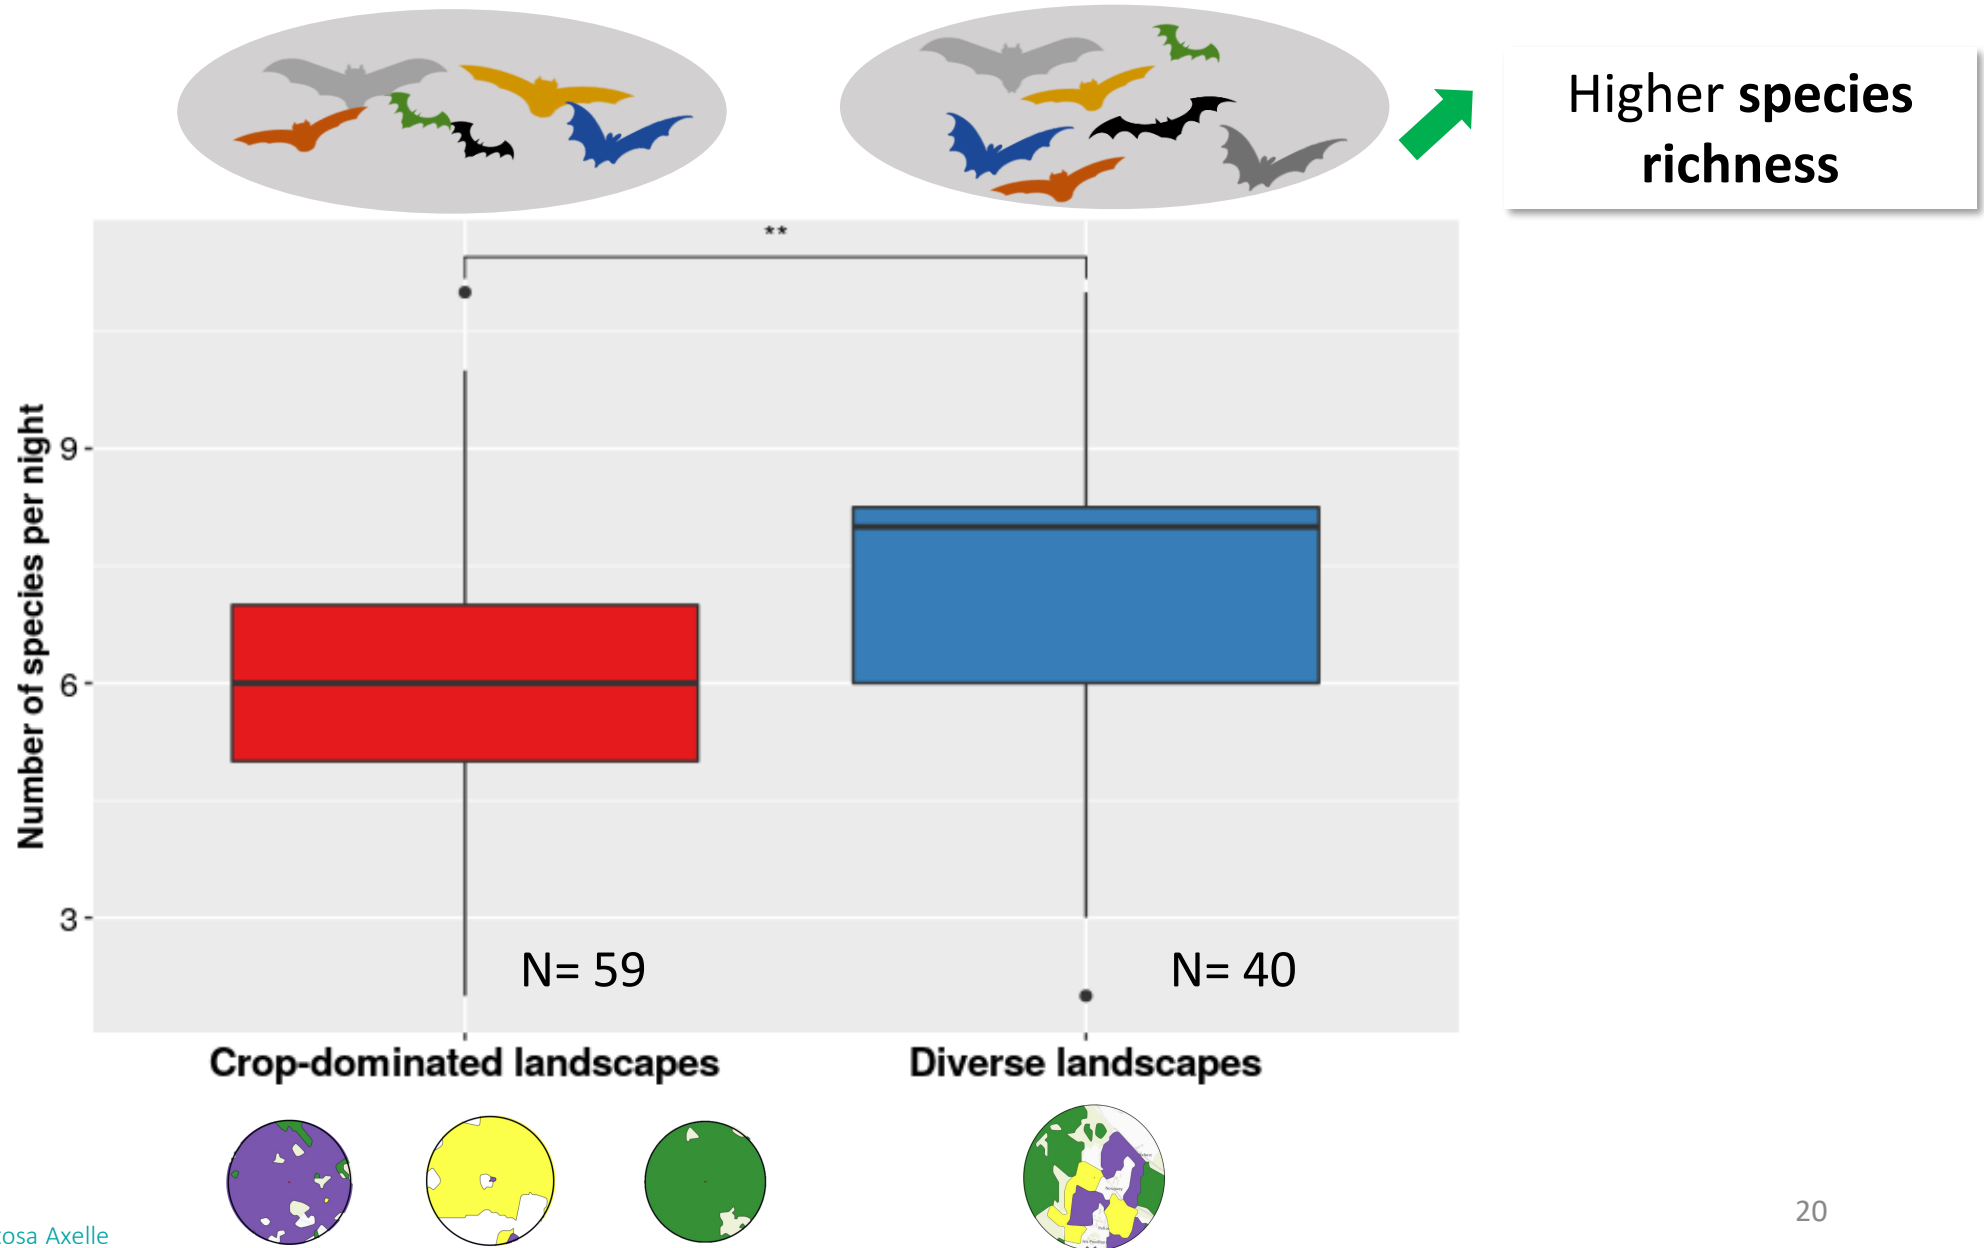 Higher species
richness
**
Number of species per night
9
6
3
N= 59
N= 40
Crop-dominated landscapes
Diverse landscapes
20
osa Axelle